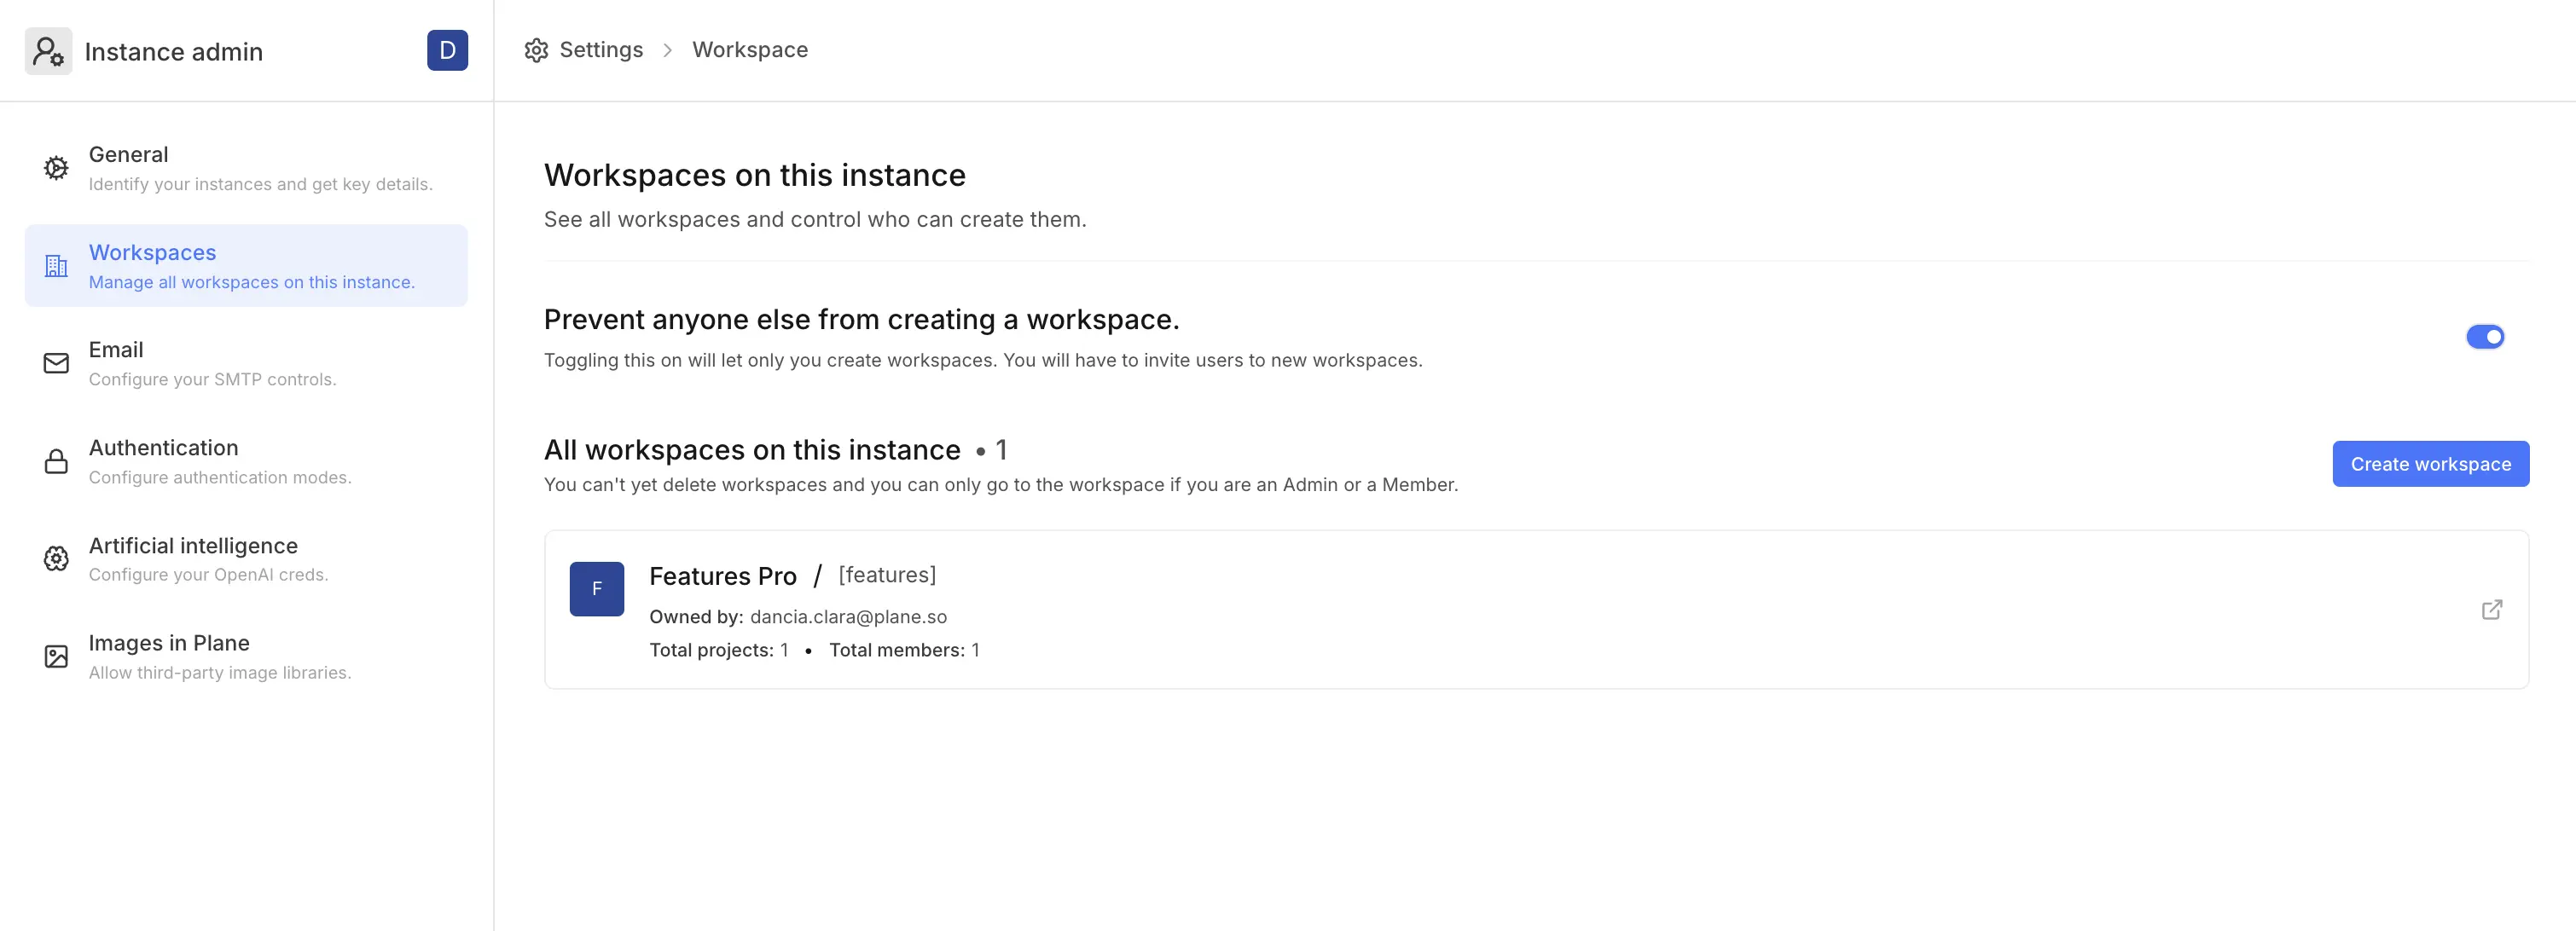 Instance admin
D
Settings
Workspace
General
Identify your instances and get key details.
Workspaces
Manage all workspaces on this instance.
Email
Configure your SMTP controls.
Authentication
Configure authentication modes.
Artificial intelligence
Configure your OpenAI creds.
Images in Plane
Allow third-party image libraries.
Workspaces on this instance
See all workspaces and control who can create them.
Prevent anyone else from creating a workspace.
Toggling this on will let only you create workspaces. You will have to invite users to new workspaces.
All workspaces on this instance • 1
You can't yet delete workspaces and you can only go to the workspace if you are an Admin or a Member.
Create workspace
F
Features Pro / [features]
Owned by: dancia.clara@plane.so
Total projects: 1 • Total members: 1